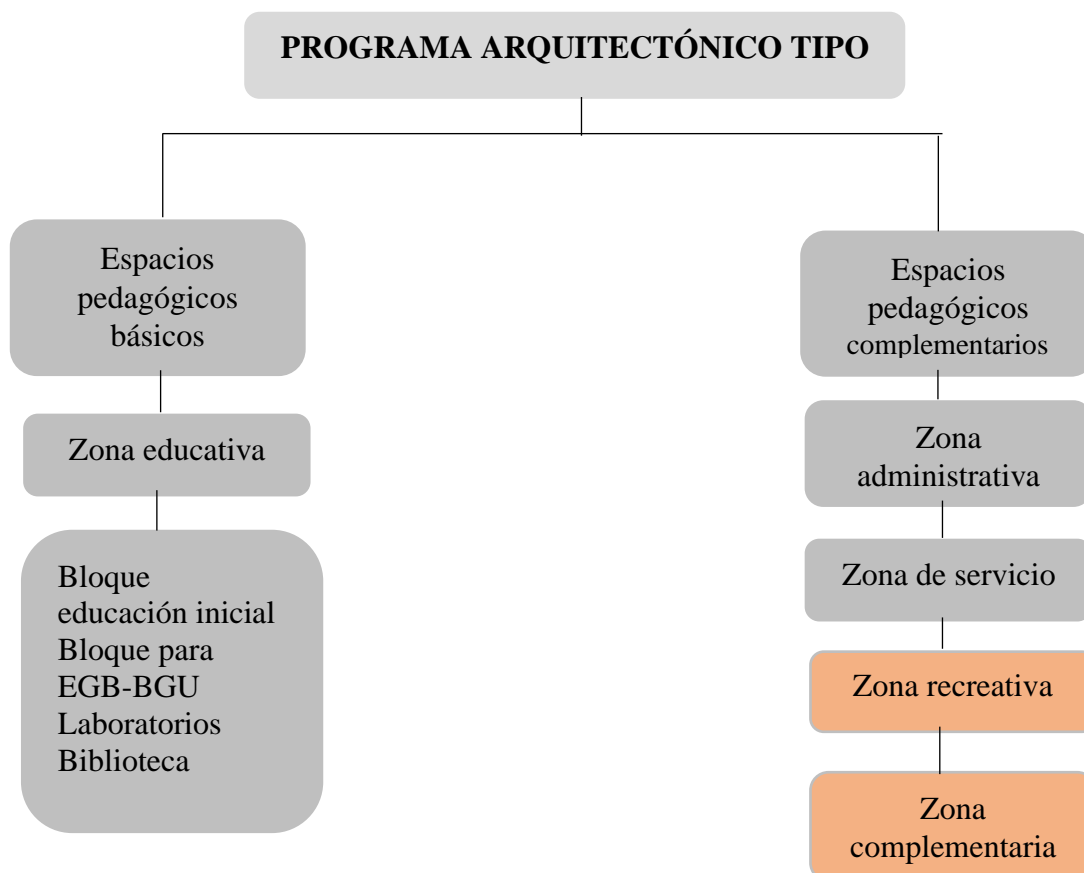 PROGRAMA ARQUITECTÓNICO TIPO
Espacios
pedagógicos
básicos
Zona educativa
Bloque
educación inicial
Bloque para
EGB-BGU
Laboratorios
Biblioteca
Espacios
pedagógicos
complementarios
Zona
administrativa
Zona de servicio
Zona recreativa
Zona
complementaria